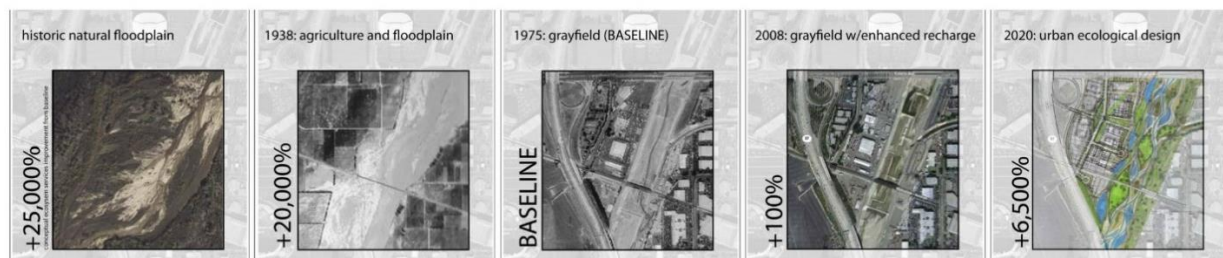 historic natural floodplain
+25,000%
conceptual ecosystem services improvement from baseline
1938: agriculture and floodplain
+20,000%
1975: grayfield (BASELINE)
BASELINE
2008: grayfield w/enhanced recharge
+100%
2020: urban ecological design
+6,500%